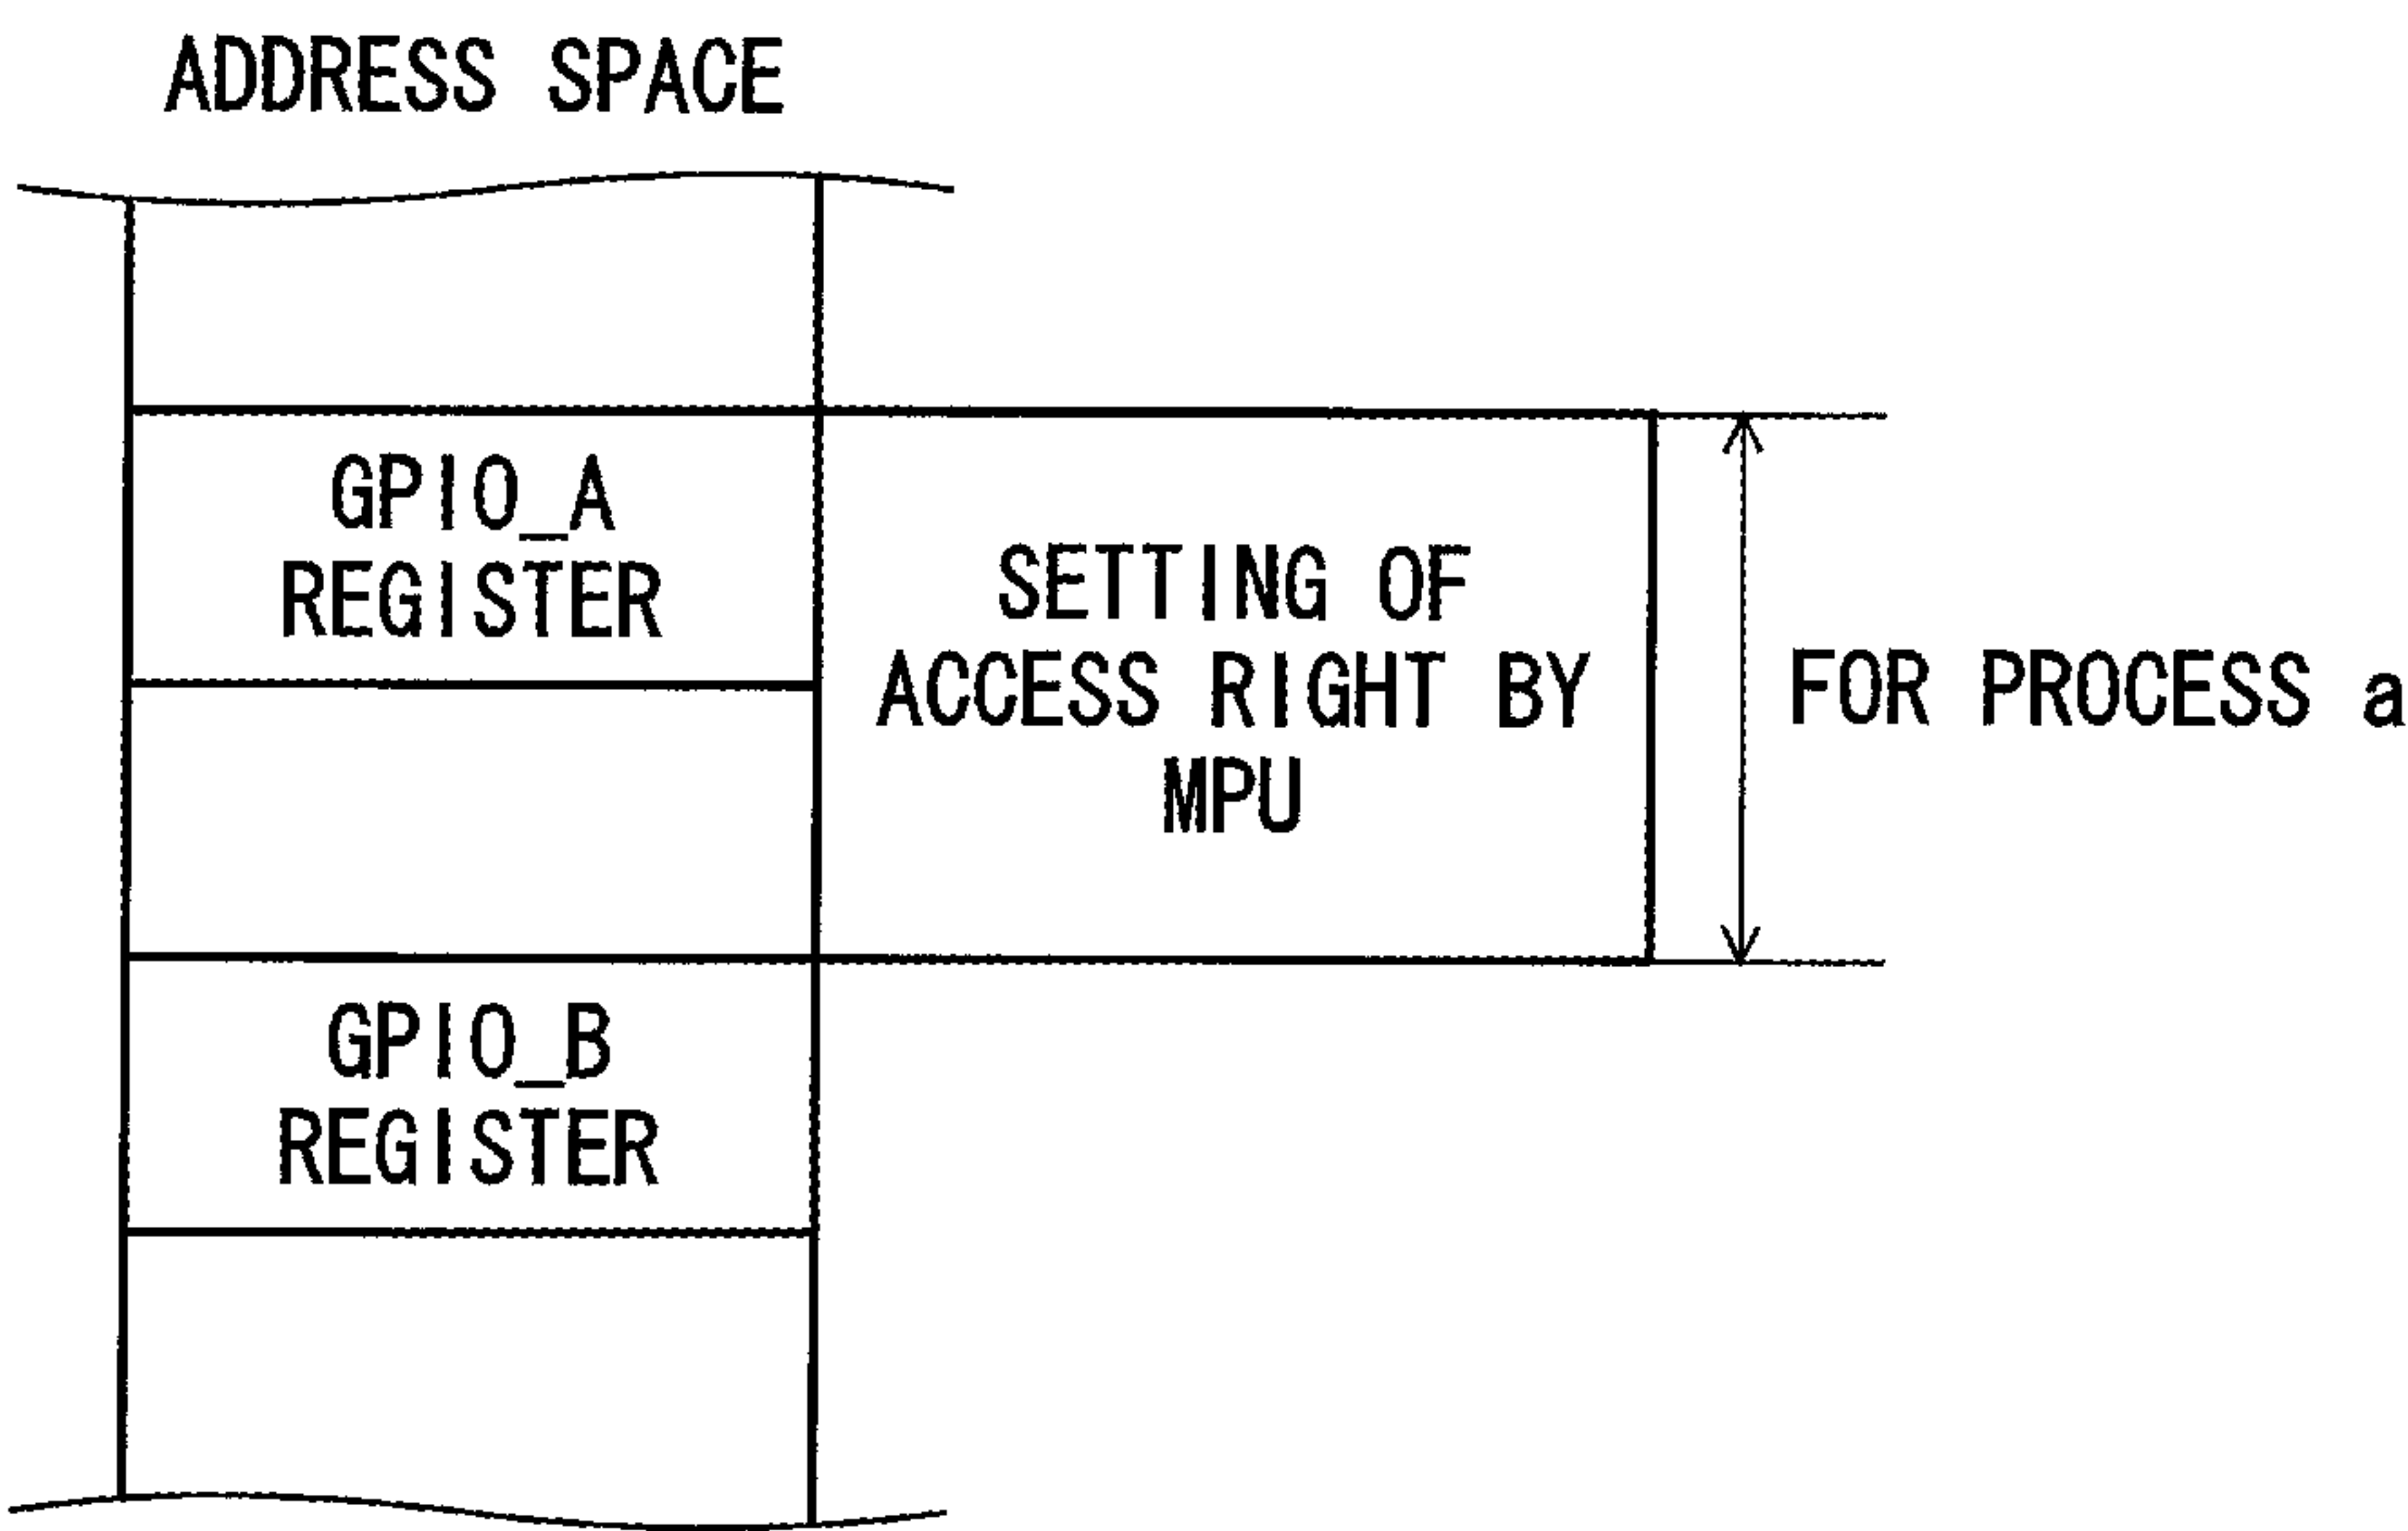 ADDRESS SPACE
GPIO_A
REGISTER
SETTING OF
ACCESS RIGHT BY
MPU
FOR PROCESS a
GPIO_B
REGISTER